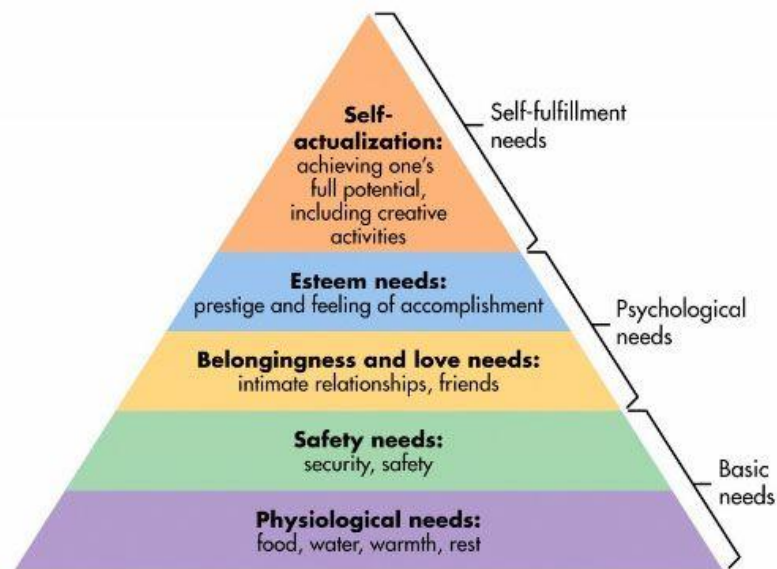 Self-
actualization:
achieving one's
full potential,
including creative
activities
Self-fulfillment
needs
Esteem needs:
prestige and feeling of accomplishment
Belongingness and love needs:
intimate relationships, friends
Psychological
needs
Safety needs:
security, safety
Physiological needs:
food, water, warmth, rest
Basic
needs